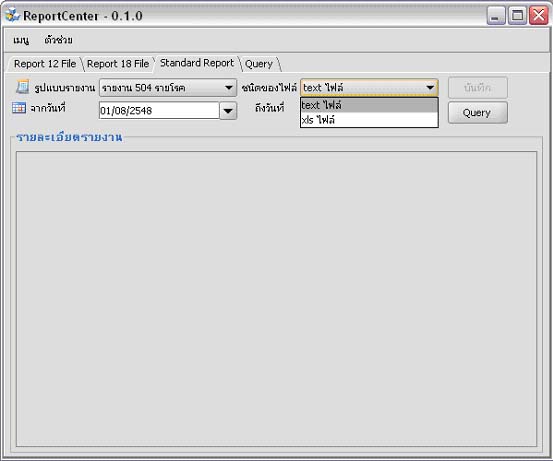 ReportCenter - 0.1.0
เมนู ตัวช่วย
Report 12 File Report 18 File Standard Report Query
รูปแบบรายงาน รายงาน 504 รายโรค ชนิดของไฟล์ text ไฟล์ บันทึก
จากวันที่ 01/08/2548 ถึงวันที่ text ไฟล์ Query
xls ไฟล์
รายละเอียดรายงาน